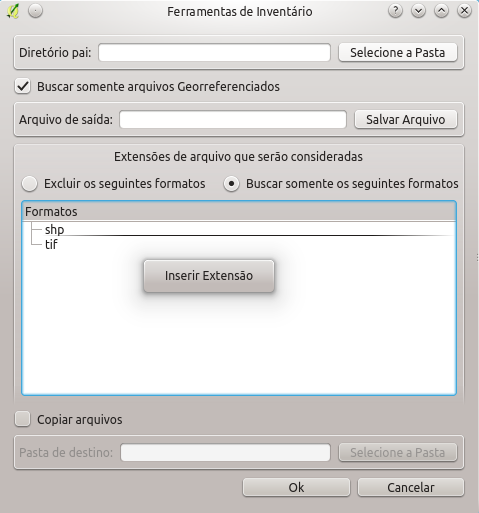 Ferramentas de Inventário
Diretório pai: Selecione a Pasta
Buscar somente arquivos Georreferenciados
Arquivo de saída: Salvar Arquivo
Extensões de arquivo que serão consideradas
Excluir os seguintes formatos Buscar somente os seguintes formatos
Formatos
shp
tif
Inserir Extensão
Copiar arquivos
Pasta de destino: Selecione a Pasta
Ok Cancelar